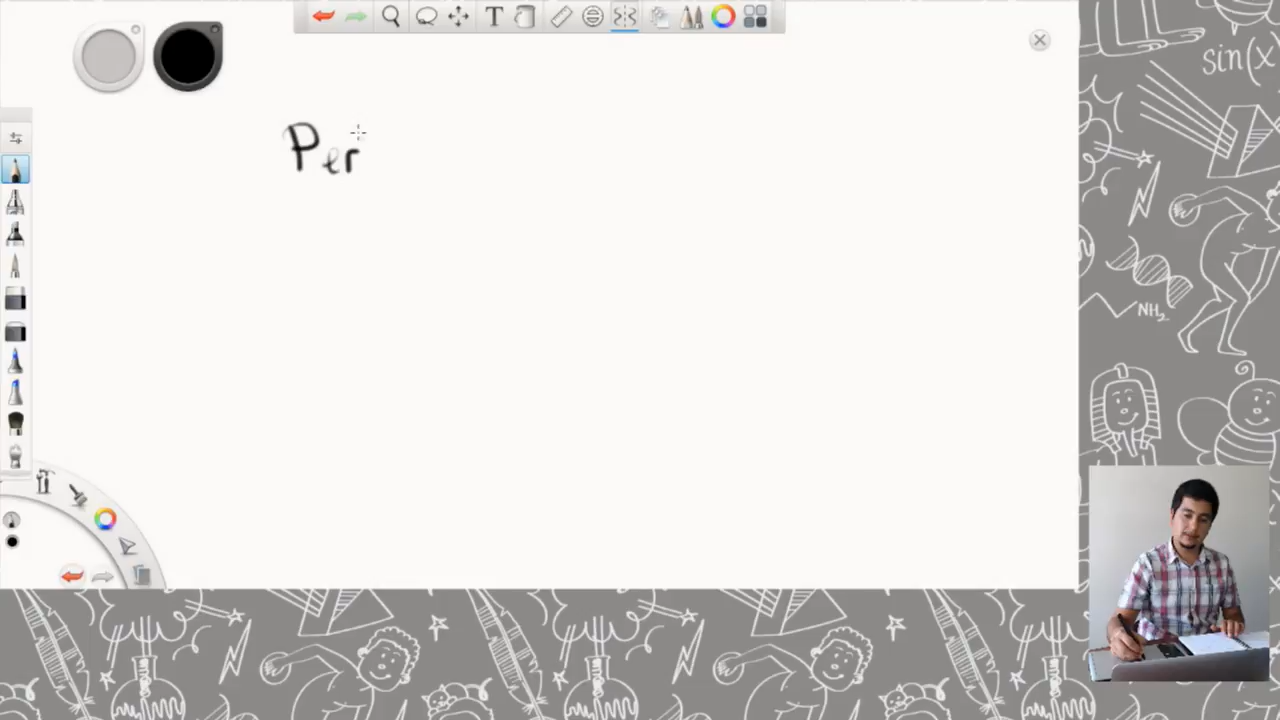 Per
sin(x
NH₂